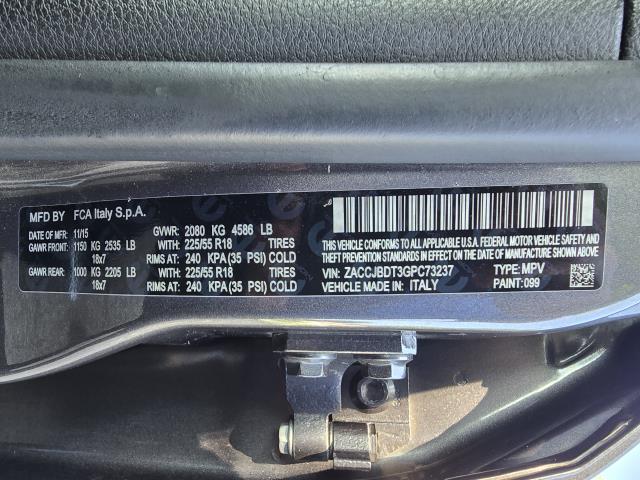 MFD BY FCA Italy S.p.A.
DATE OF MFR: 11/15 GVWR: 2080 KG 4586 LB
GAWR FRONT: 1150 KG 2535 LB WITH: 225/55 R18 TIRES
18x7 RIMS AT: 240 KPA (35 PSI) COLD
GAWR REAR: 1000 KG 2205 LB WITH: 225/55 R18 TIRES
18x7 RIMS AT: 240 KPA (35 PSI) COLD
THIS VEHICLE CONFORMS TO ALL APPLICABLE U.S.A. FEDERAL MOTOR VEHICLE SAFETY, BUMPER, AND
THEFT PREVENTION STANDARDS IN EFFECT ON THE DATE OF MANUFACTURE SHOWN ABOVE.
VIN: ZACCJBDT3GPC73237 TYPE: MPV
VEHICLE MADE IN: ITALY PAINT: 099